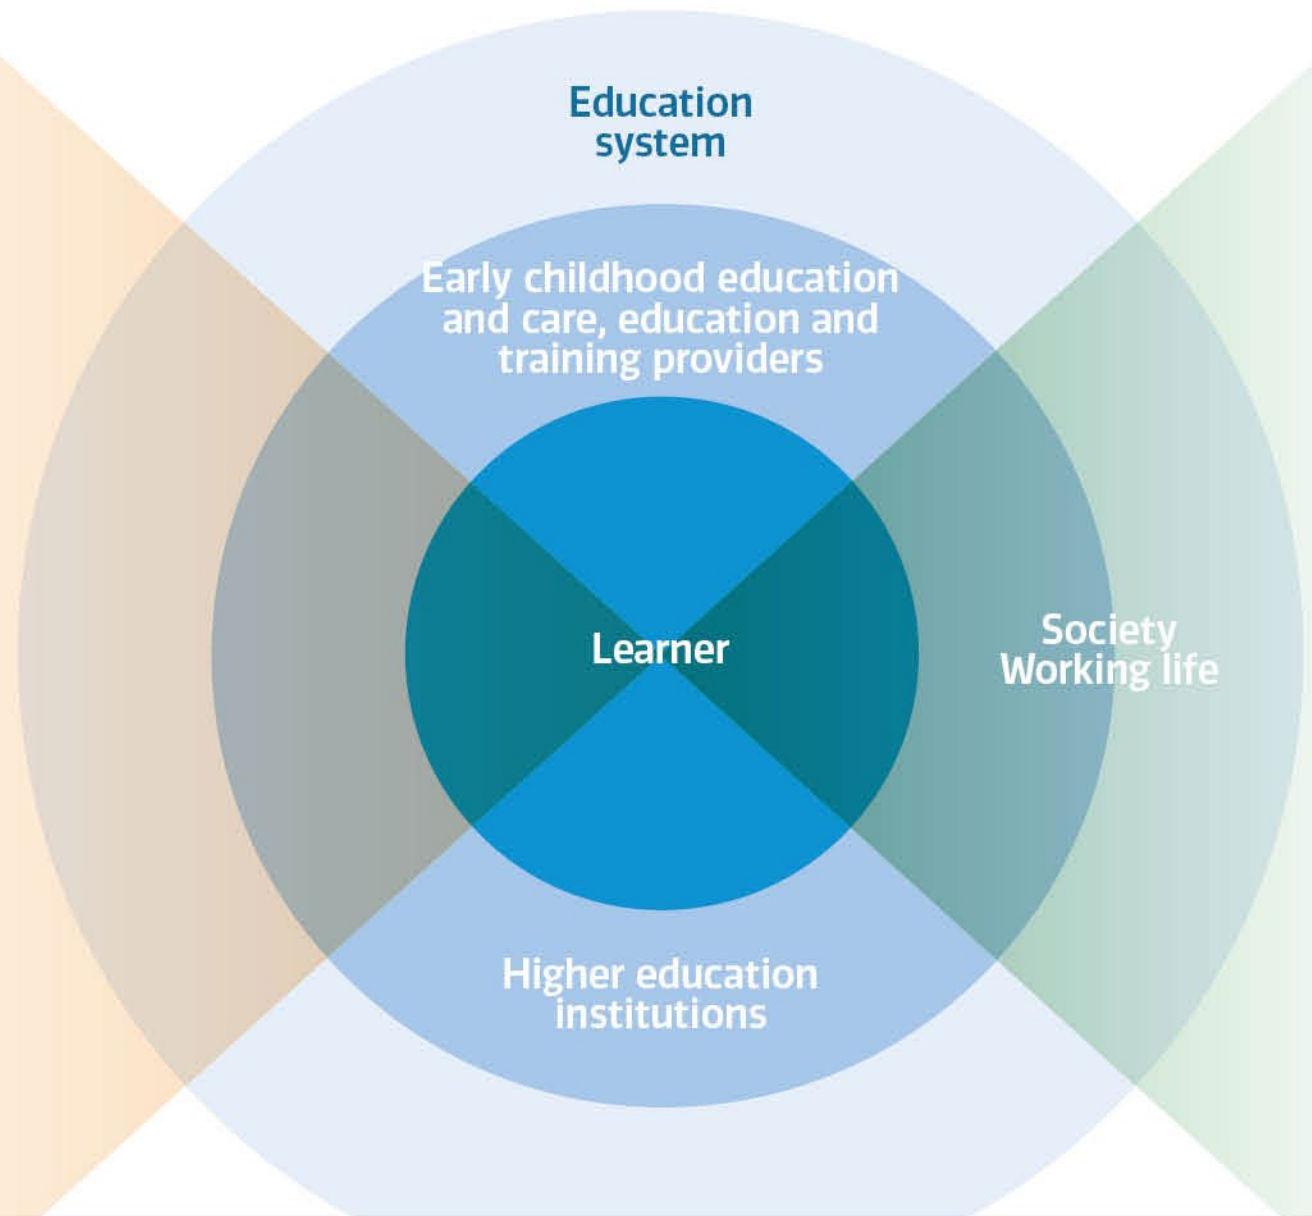 Education
system
Early childhood education
and care, education and
training providers
Learner
Society
Working life
Higher education
institutions